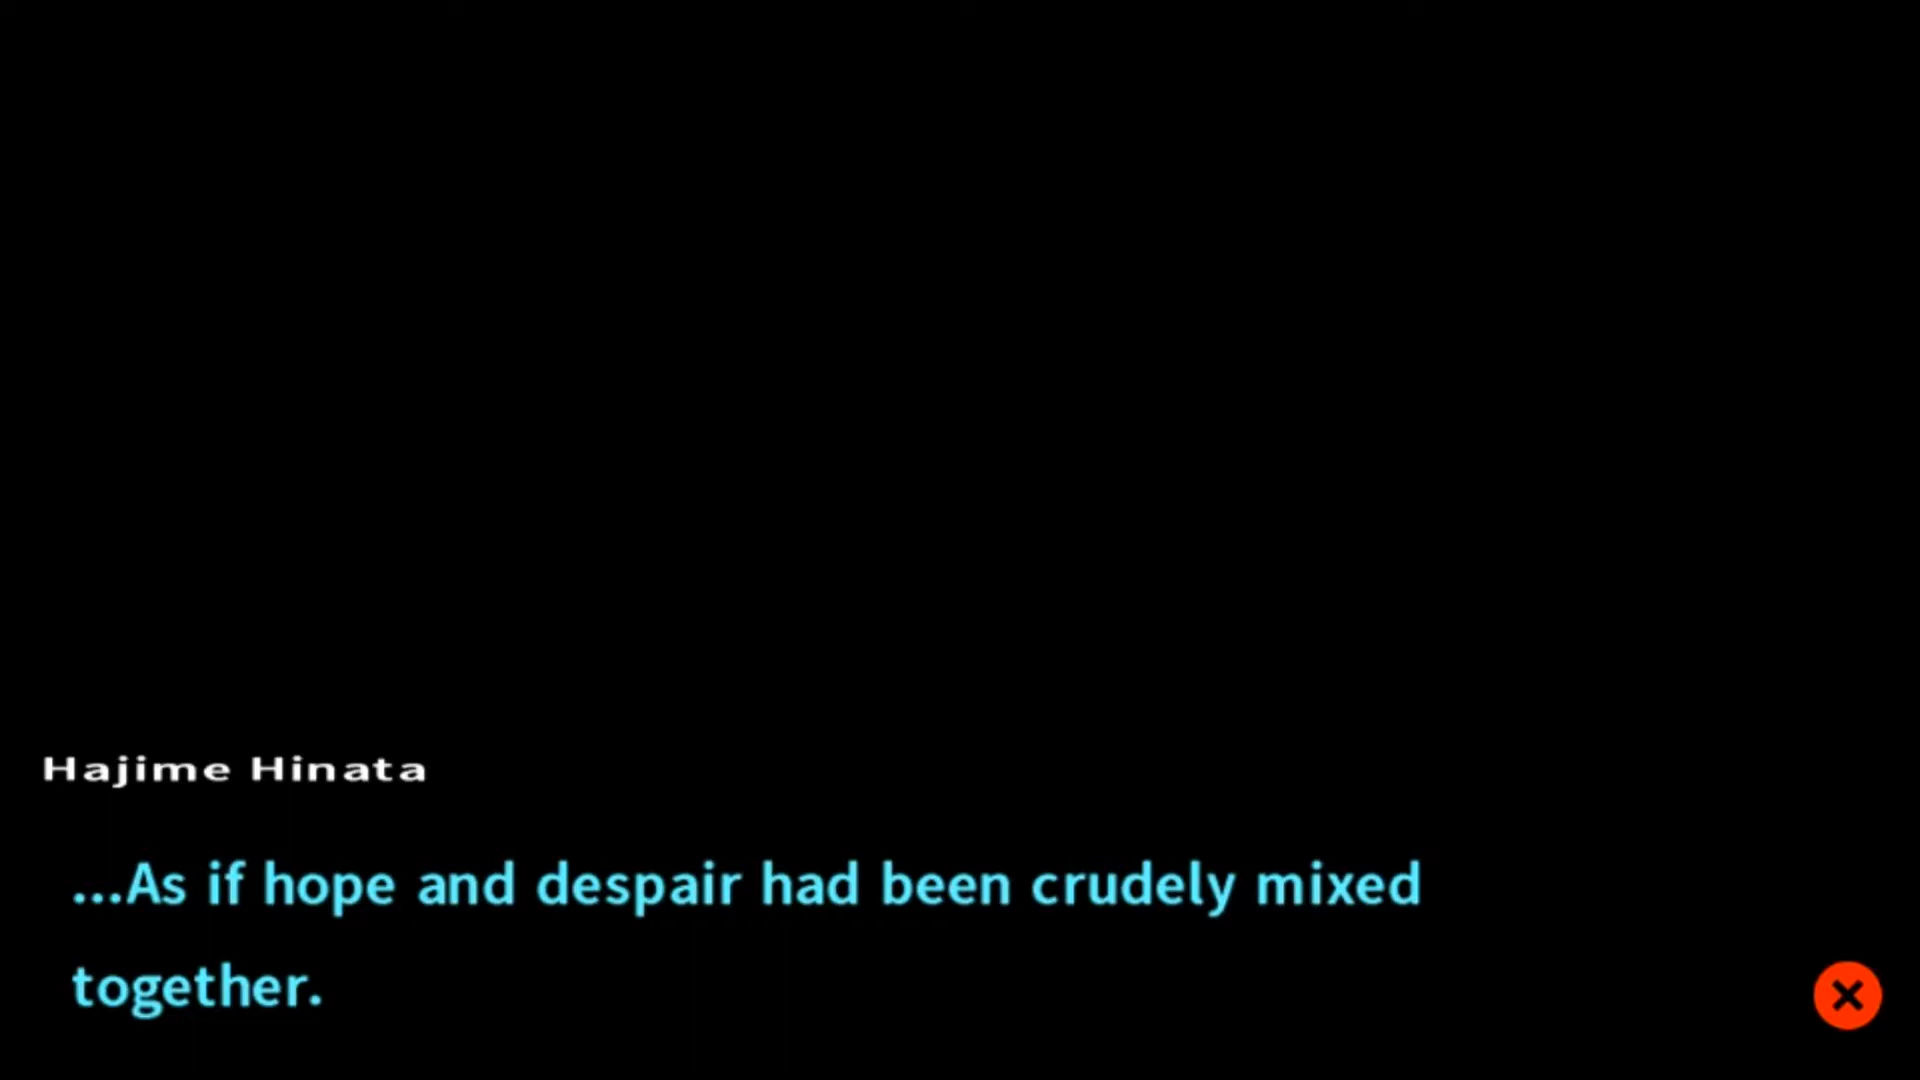 Hajime Hinata
...As if hope and despair had been crudely mixed
together.